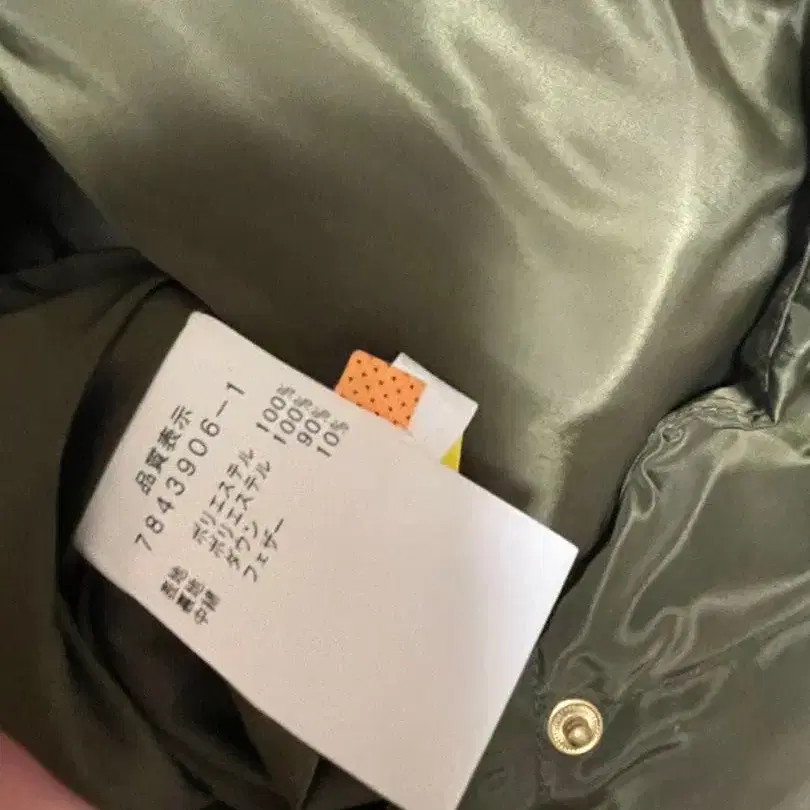 品質表示
7843906-1
表地 ポリエステル 100%
裏地 ポリエステル 100%
中綿 ダウン 90%
フェザー 10%